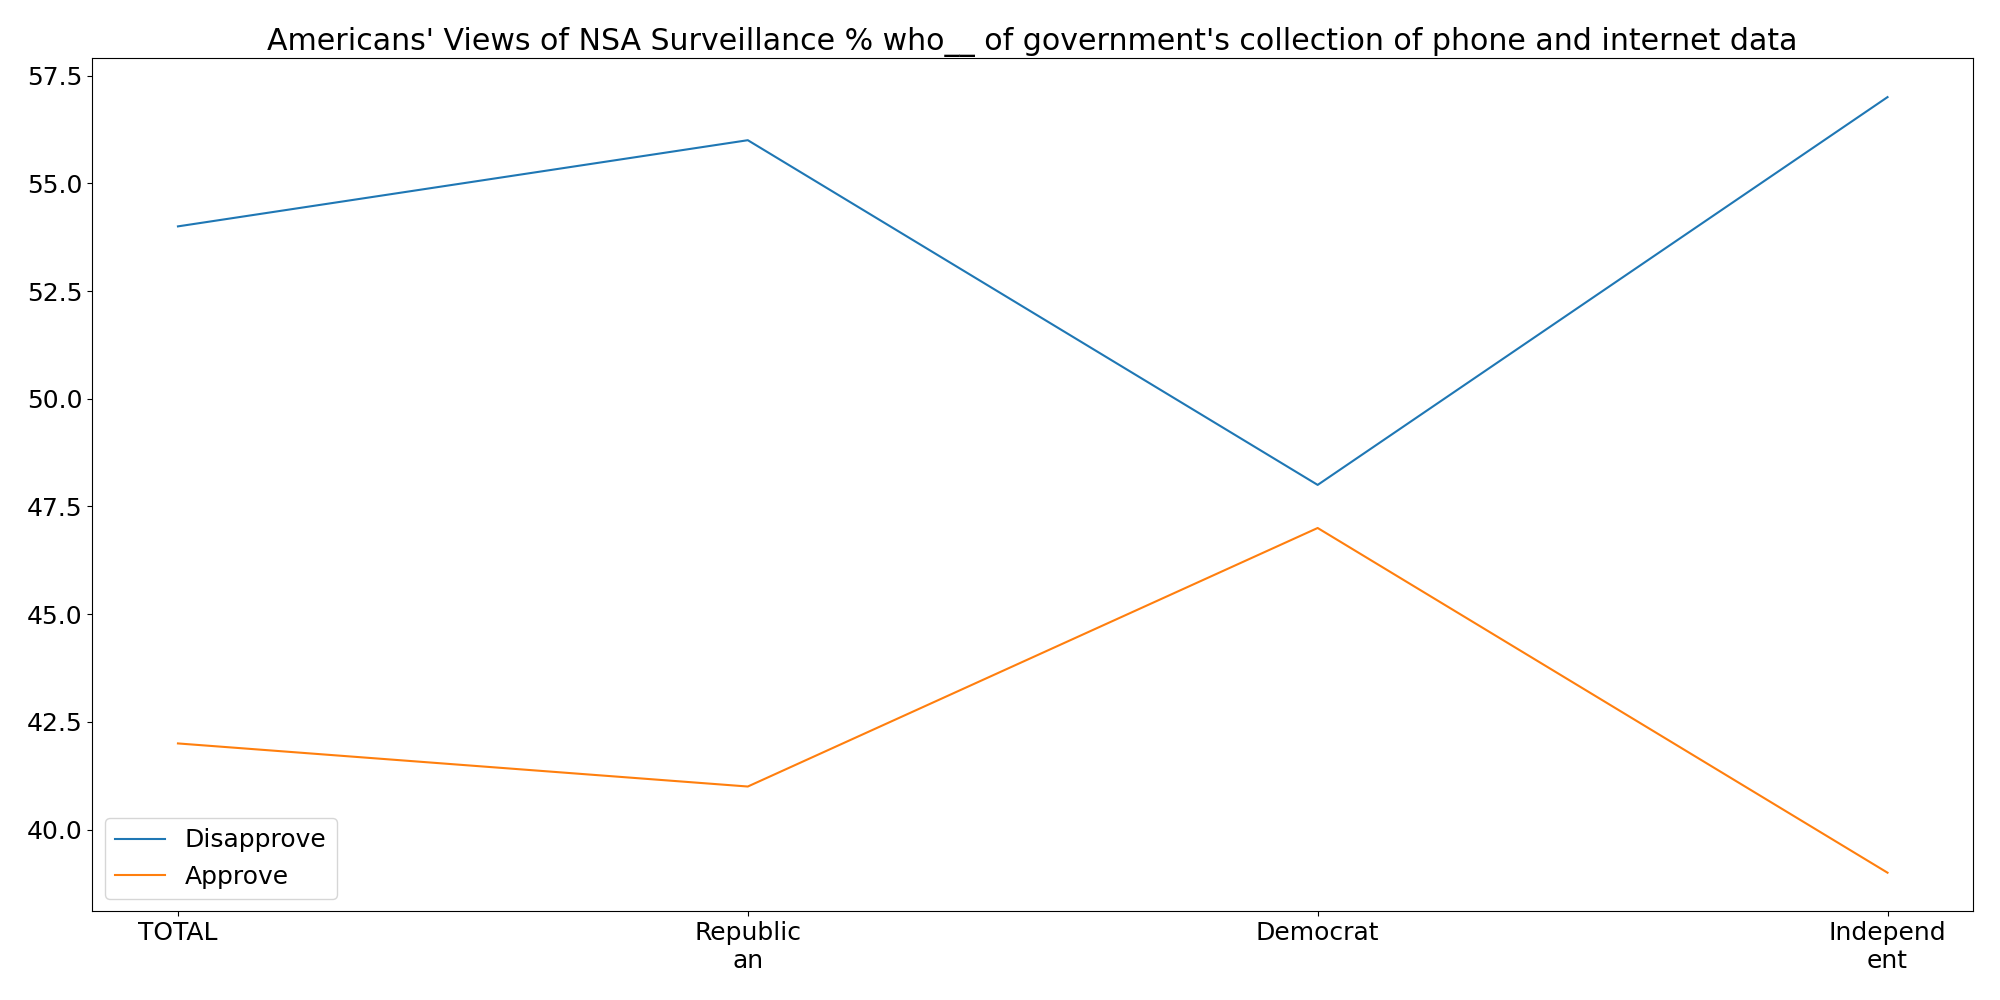 Americans' Views of NSA Surveillance % who__ of government's collection of phone and internet data
57.5
55.0
52.5
50.0
47.5
45.0
42.5
40.0
Disapprove
Approve
TOTAL
Republic
an
Democrat
Independ
ent